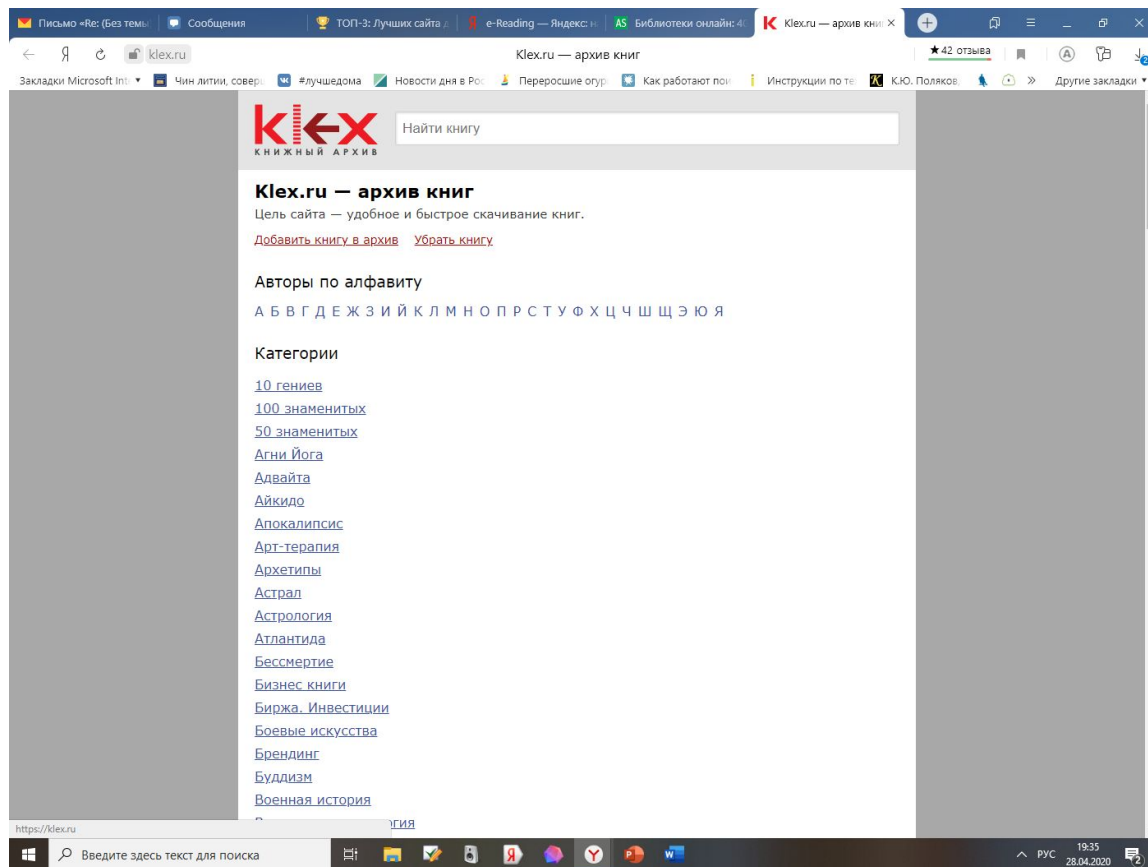 Письмо «Re: (Без темы Сообщения ТОП-3: Лучших сайта д e-Reading — Яндекс: н AS Библиотеки онлайн: 40 Klex.ru — архив книг
klex.ru Klex.ru — архив книг ★42 отзыва
Закладки Microsoft Int Чин литии, совер #лучшедома Новости дня в Рос Переросшие огур Как работают пои Инструкции по те К.Ю. Поляков, » Другие закладки
klex Найти книгу
КНИЖНЫЙ АРХИВ
Klex.ru — архив книг
Цель сайта — удобное и быстрое скачивание книг.
Добавить книгу в архив Убрать книгу
Авторы по алфавиту
А Б В Г Д Е Ж З И Й К Л М Н О П Р С Т У Ф Х Ц Ч Ш Щ Э Ю Я
Категории
10 гениев
100 знаменитых
50 знаменитых
Агни Йога
Адвайта
Айкидо
Апокалипсис
Арт-терапия
Архетипы
Астрал
Астрология
Атлантида
Бессмертие
Бизнес книги
Биржа. Инвестиции
Боевые искусства
Брендинг
Буддизм
Военная история
https://klex.ru
Введите здесь текст для поиска РУС 19:35
28.04.2020